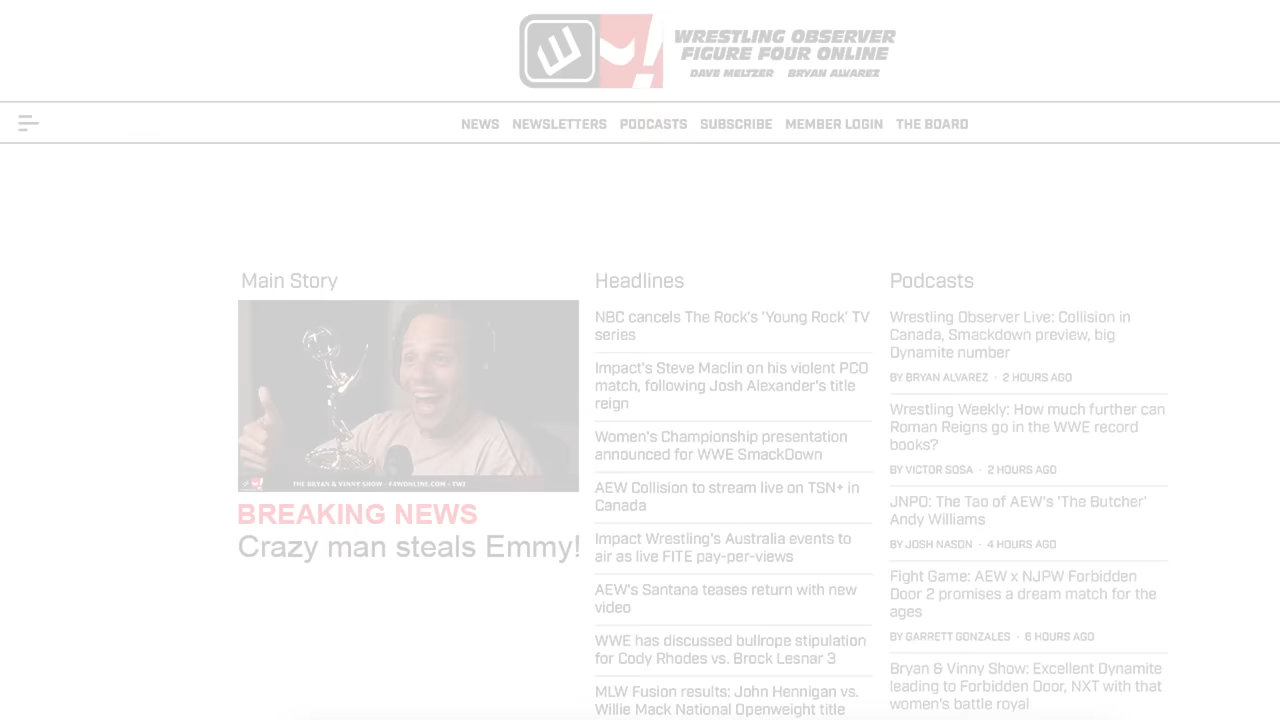 WRESTLING OBSERVER
FIGURE FOUR ONLINE
DAVE MELTZER BRYAN ALVAREZ
NEWS NEWSLETTERS PODCASTS SUBSCRIBE MEMBER LOGIN THE BOARD
Main Story
THE BRYAN & VINNY SHOW - F4WONLINE.COM - TWI
BREAKING NEWS
Crazy man steals Emmy!
Headlines
NBC cancels The Rock's 'Young Rock' TV
series
Impact's Steve Maclin on his violent PCO
match, following Josh Alexander's title
reign
Women's Championship presentation
announced for WWE SmackDown
AEW Collision to stream live on TSN+ in
Canada
Impact Wrestling's Australia events to
air as live FITE pay-per-views
AEW's Santana teases return with new
video
WWE has discussed bullrope stipulation
for Cody Rhodes vs. Brock Lesnar 3
MLW Fusion results: John Hennigan vs.
Willie Mack National Openweight title
Podcasts
Wrestling Observer Live: Collision in
Canada, Smackdown preview, big
Dynamite number
BY BRYAN ALVAREZ · 2 HOURS AGO
Wrestling Weekly: How much further can
Roman Reigns go in the WWE record
books?
BY VICTOR SOSA · 2 HOURS AGO
JNPO: The Tao of AEW's 'The Butcher'
Andy Williams
BY JOSH NASON · 4 HOURS AGO
Fight Game: AEW x NJPW Forbidden
Door 2 promises a dream match for the
ages
BY GARRETT GONZALES · 6 HOURS AGO
Bryan & Vinny Show: Excellent Dynamite
leading to Forbidden Door, NXT with that
women's battle royal